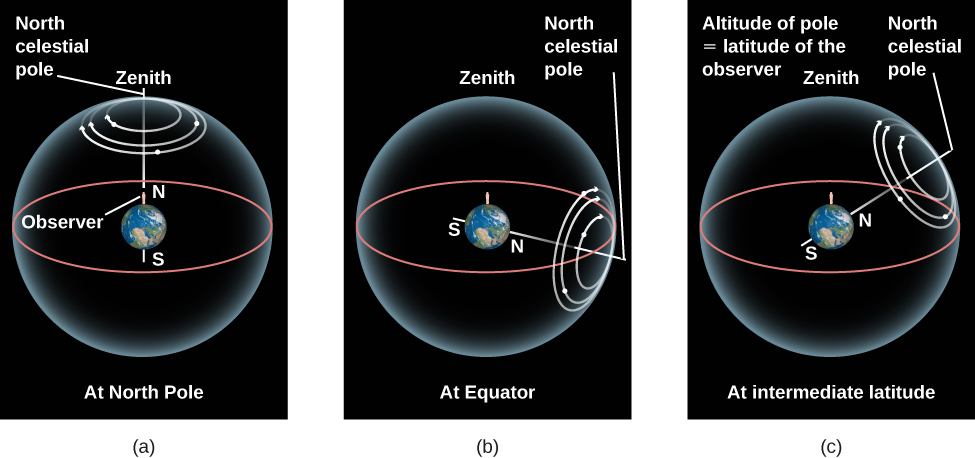 North
celestial
pole
Zenith
N
Observer
S
At North Pole
(a)
North
celestial
pole
Zenith
S
N
At Equator
(b)
Altitude of pole
= latitude of the
observer
North
celestial
pole
Zenith
N
S
At intermediate latitude
(c)